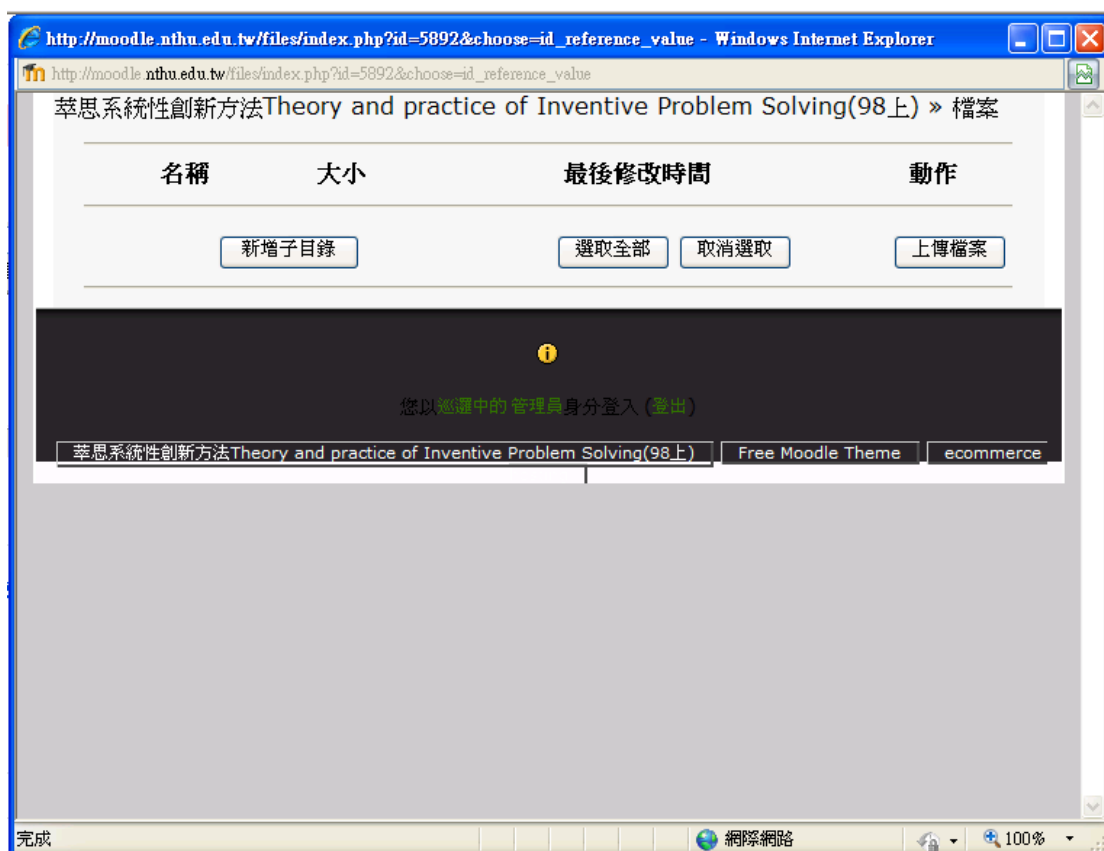 http://moodle.nthu.edu.tw/files/index.php?id=5892&choose=id_reference_value - Windows Internet Explorer
http://moodle.nthu.edu.tw/files/index.php?id=5892&choose=id_reference_value
萃思系統性創新方法Theory and practice of Inventive Problem Solving(98上) » 檔案
名稱 大小 最後修改時間 動作
新增子目錄 選取全部 取消選取 上傳檔案
您以巡邏中的 管理員身分登入 (登出)
萃思系統性創新方法Theory and practice of Inventive Problem Solving(98上) Free Moodle Theme ecommerce
完成 網際網路 100%